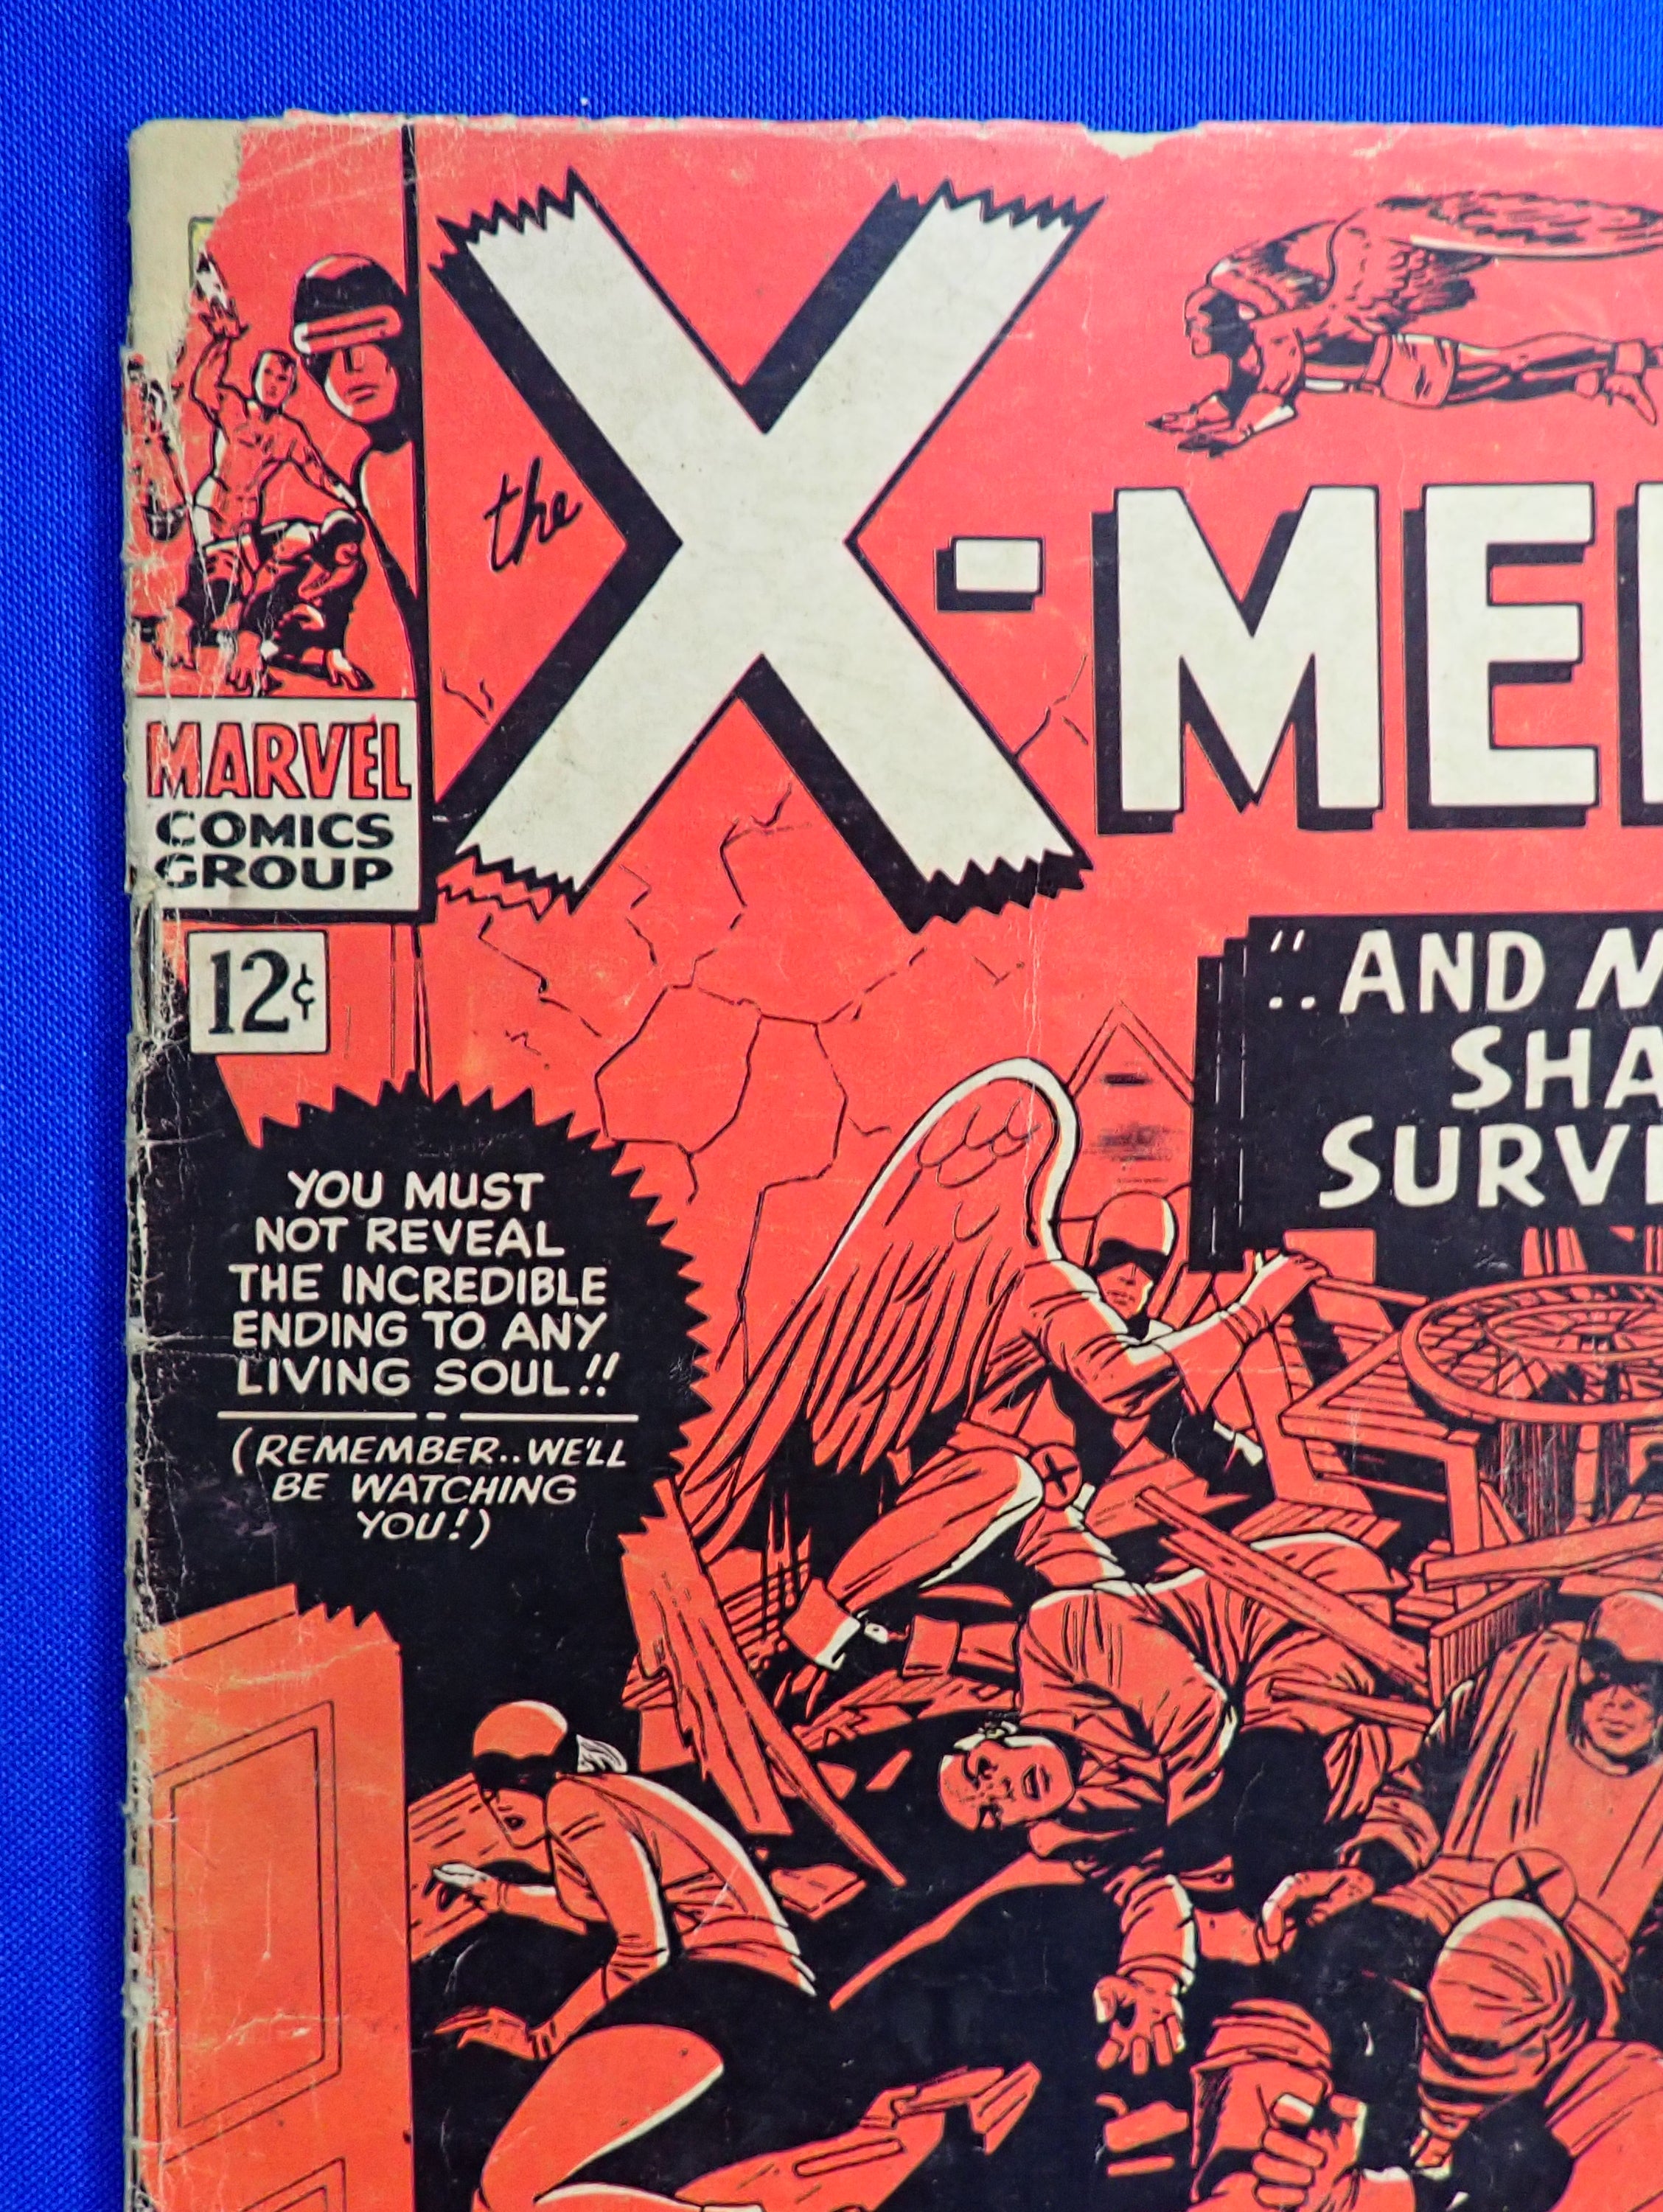 the X-ME
MARVEL
COMICS
GROUP
12¢
"..AND
SHA
SURVI
YOU MUST
NOT REVEAL
THE INCREDIBLE
ENDING TO ANY
LIVING SOUL!!
(REMEMBER..WE'LL
BE WATCHING
YOU!)